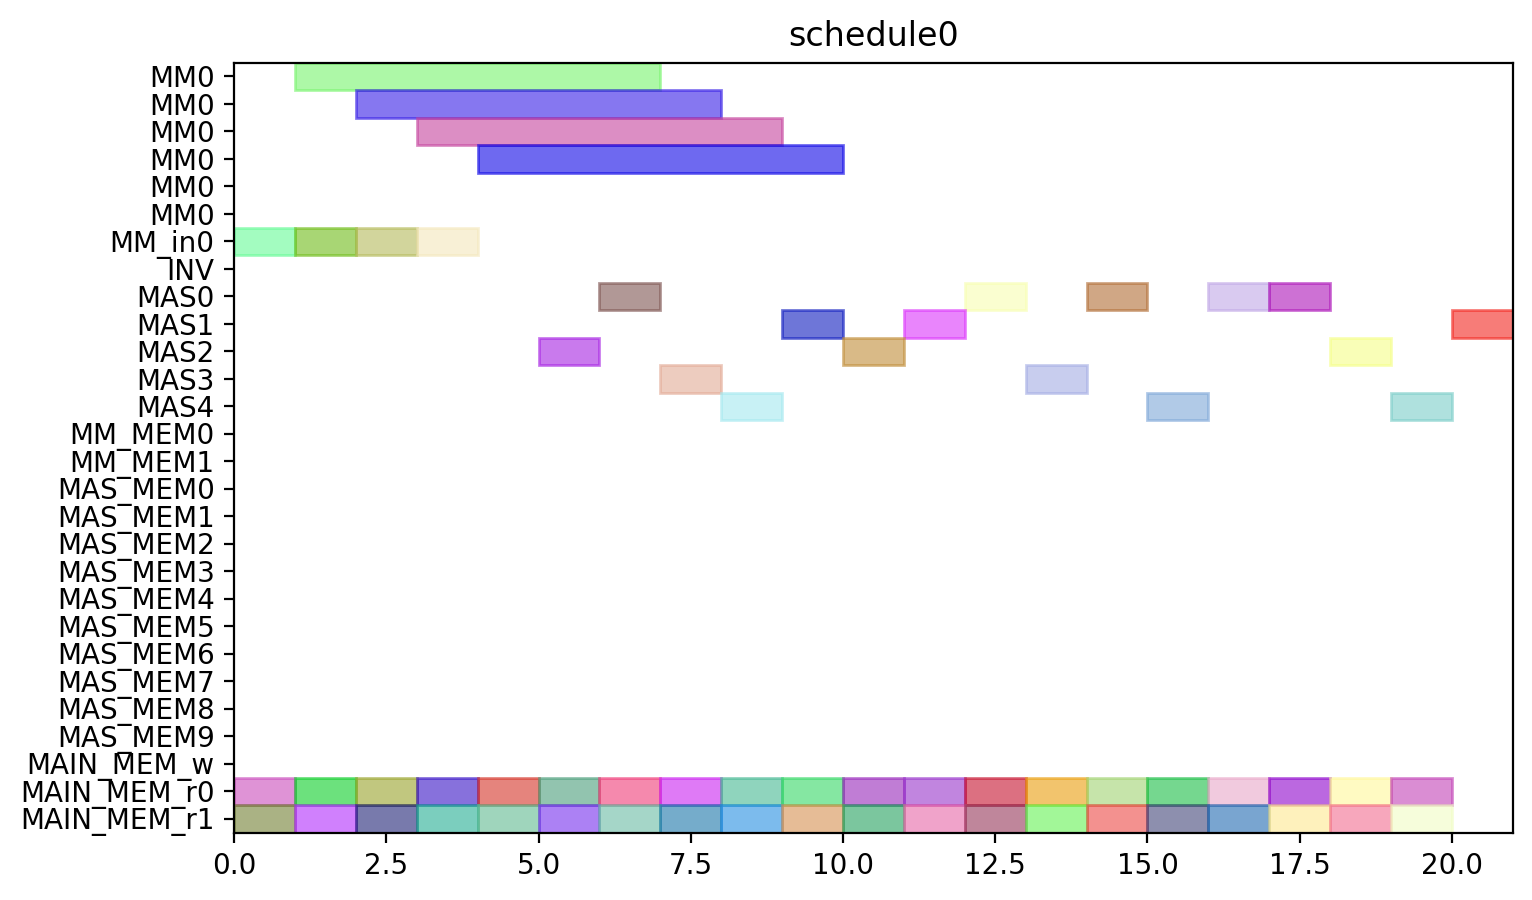 schedule0
MM0
MM0
MM0
MM0
MM0
MM0
MM_in0
INV
MAS0
MAS1
MAS2
MAS3
MAS4
MM_MEM0
MM_MEM1
MAS_MEM0
MAS_MEM1
MAS_MEM2
MAS_MEM3
MAS_MEM4
MAS_MEM5
MAS_MEM6
MAS_MEM7
MAS_MEM8
MAS_MEM9
MAIN_MEM_w
MAIN_MEM_r0
MAIN_MEM_r1
0.0 2.5 5.0 7.5 10.0 12.5 15.0 17.5 20.0